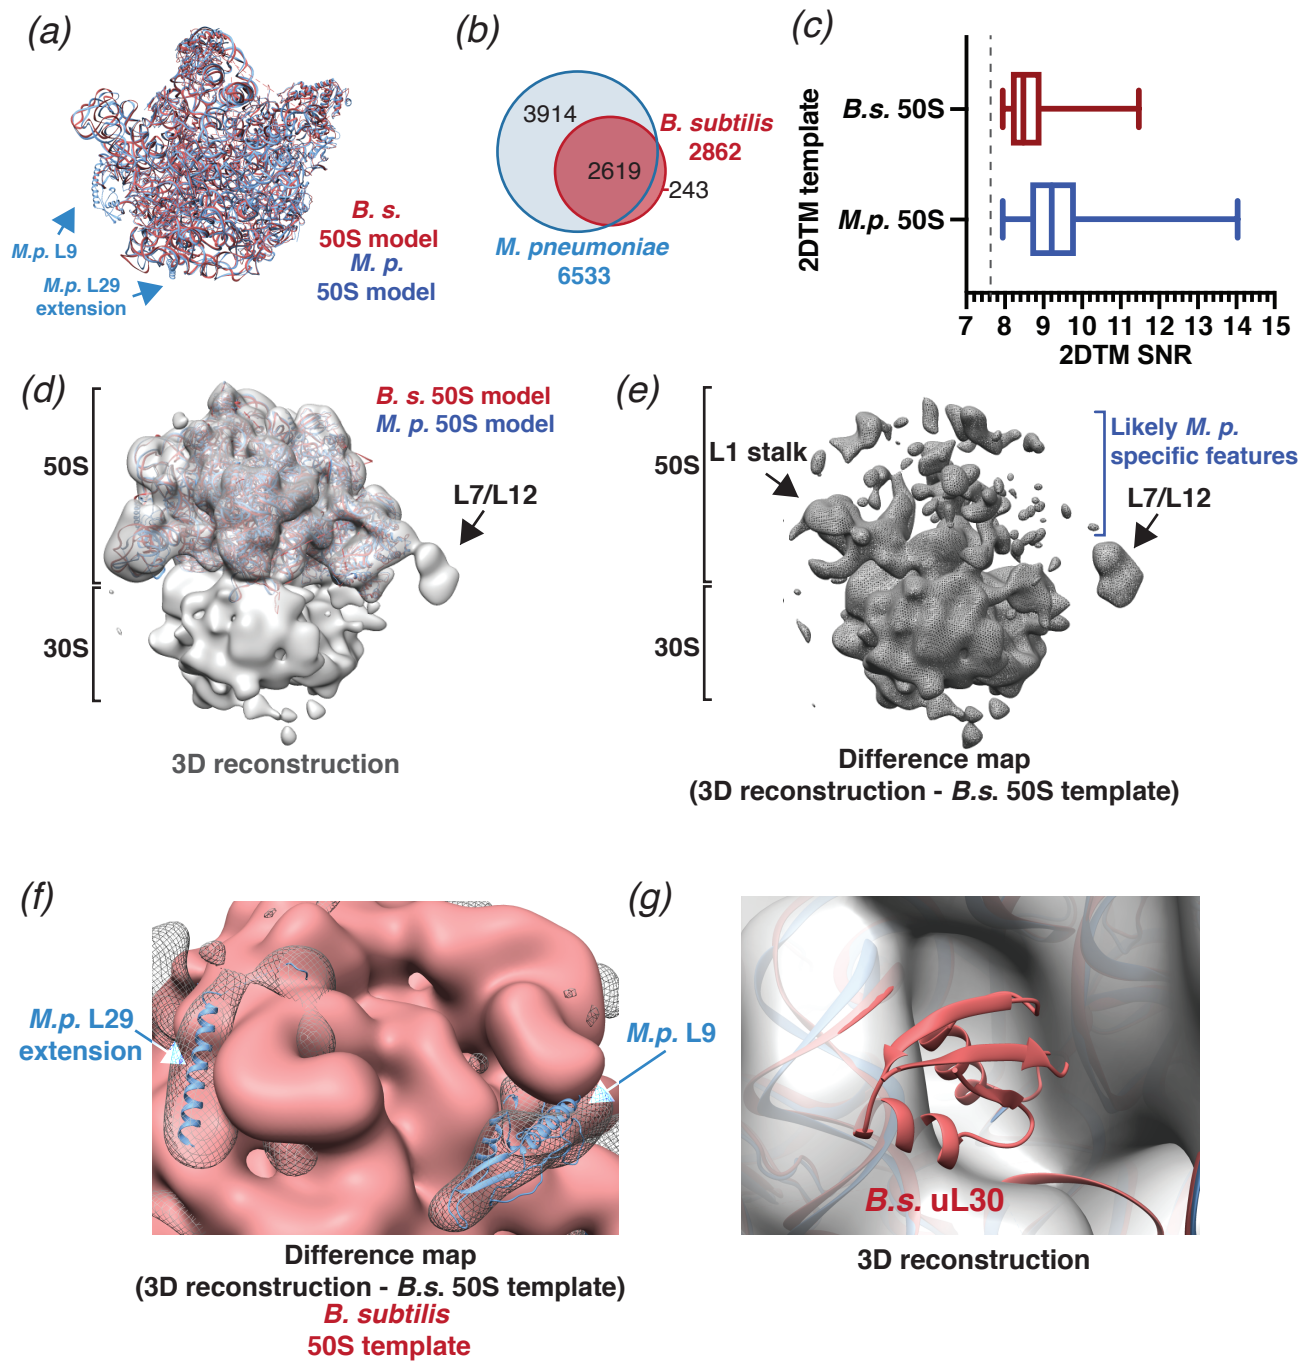 (a)
M.p. L9
M.p. L29
extension
B. s.
50S model
M. p.
50S model
(b)
3914
2619
B. subtilis
2862
243
M. pneumoniae
6533
(c)
2DTM template
B.s. 50S
M.p. 50S
7 8 9 10 11 12 13 14 15
2DTM SNR
(d)
B. s. 50S model
M. p. 50S model
50S
L7/L12
30S
3D reconstruction
(e)
50S
L1 stalk
Likely M. p.
specific features
L7/L12
30S
Difference map
(3D reconstruction - B.s. 50S template)
(f)
M.p. L29
extension
M.p. L9
Difference map
(3D reconstruction - B.s. 50S template)
B. subtilis
50S template
(g)
B.s. uL30
3D reconstruction